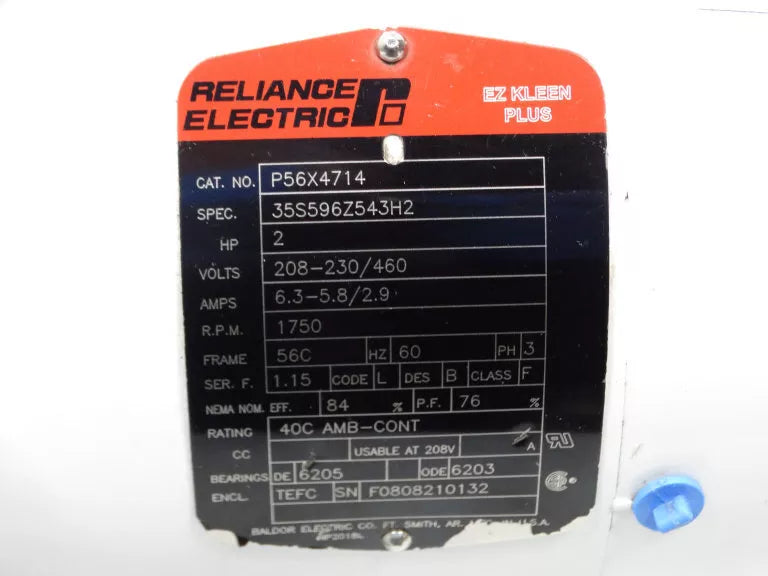 RELIANCE
ELECTRIC
EZ KLEEN
PLUS
CAT. NO. P56X4714
SPEC. 35S596Z543H2
HP 2
VOLTS 208-230/460
AMPS 6.3-5.8/2.9
R.P.M. 1750
FRAME 56C HZ 60 PH 3
SER. F. 1.15 CODE L DES B CLASS F
NEMA NOM. EFF. 84 % P.F. 76 %
RATING 40C AMB-CONT
CC USABLE AT 208V A
BEARINGS DE 6205 ODE 6203
ENCL. TEFC SN F0808210132
BALDOR ELECTRIC CO. FT. SMITH, AR. U.S.A.